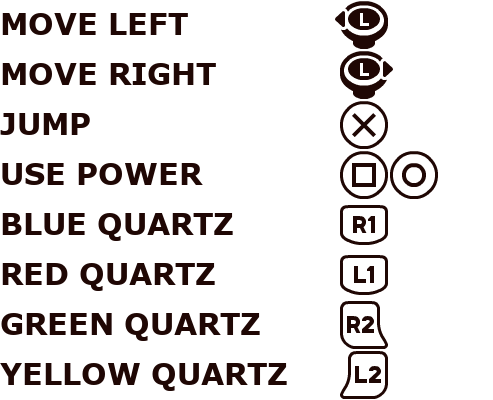 MOVE LEFT L
MOVE RIGHT L
JUMP
USE POWER
BLUE QUARTZ R1
RED QUARTZ L1
GREEN QUARTZ R2
YELLOW QUARTZ L2